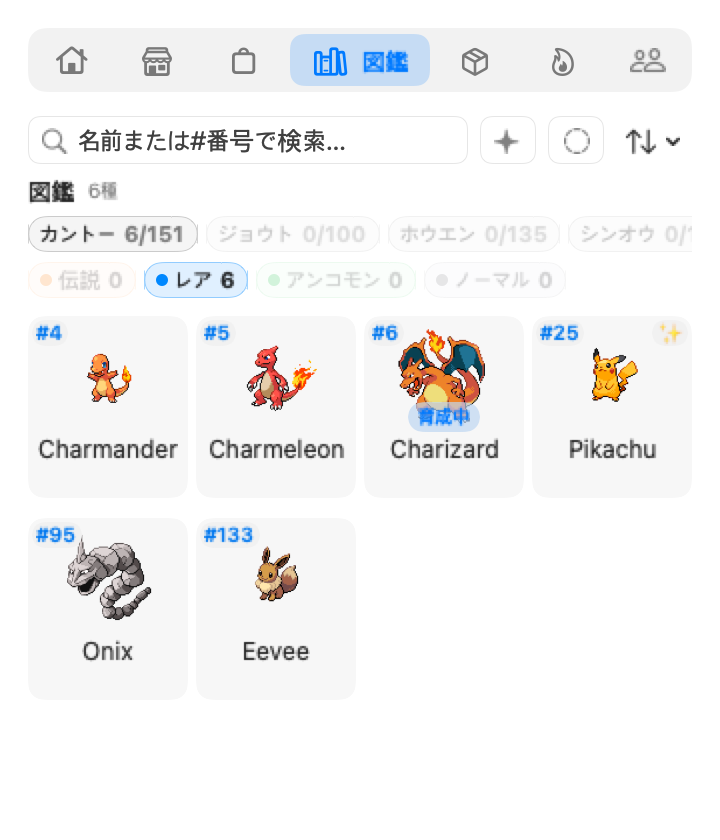 図鑑
名前または#番号で検索...
図鑑 6種
カントー 6/151 ジョウト 0/100 ホウエン 0/135 シンオウ 0/1
伝説 0 レア 6 アンコモン 0 ノーマル 0
#4 #5 #6 #25
育成中
Charmander Charmeleon Charizard Pikachu
#95 #133
Onix Eevee